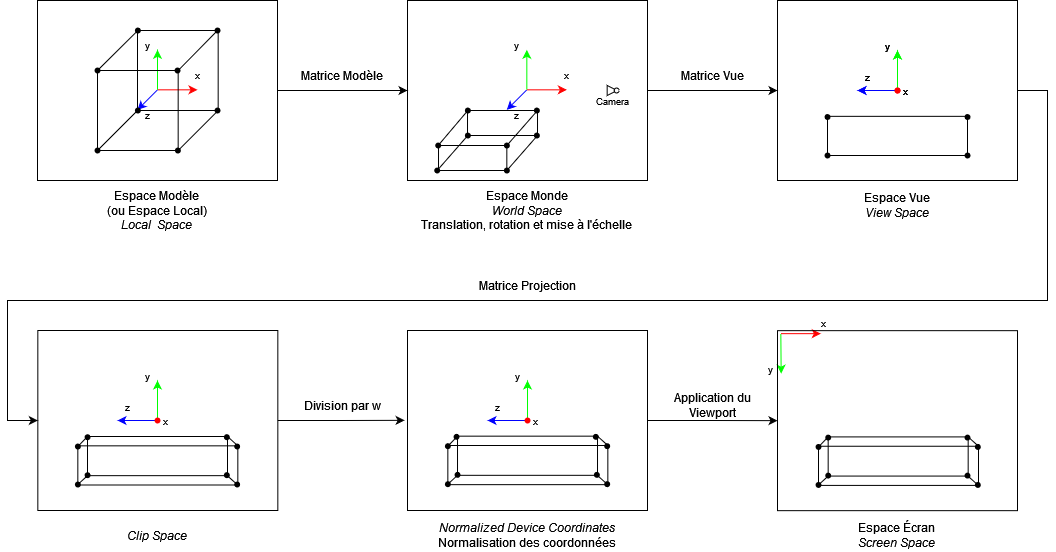 y
x
z
Espace Modèle
(ou Espace Local)
Local Space
Matrice Modèle
y
x
z
Camera
Espace Monde
World Space
Translation, rotation et mise à l'échelle
Matrice Vue
y
z
x
Espace Vue
View Space
Matrice Projection
y
z
x
Clip Space
Division par w
y
z
x
Normalized Device Coordinates
Normalisation des coordonnées
Application du
Viewport
x
y
Espace Écran
Screen Space